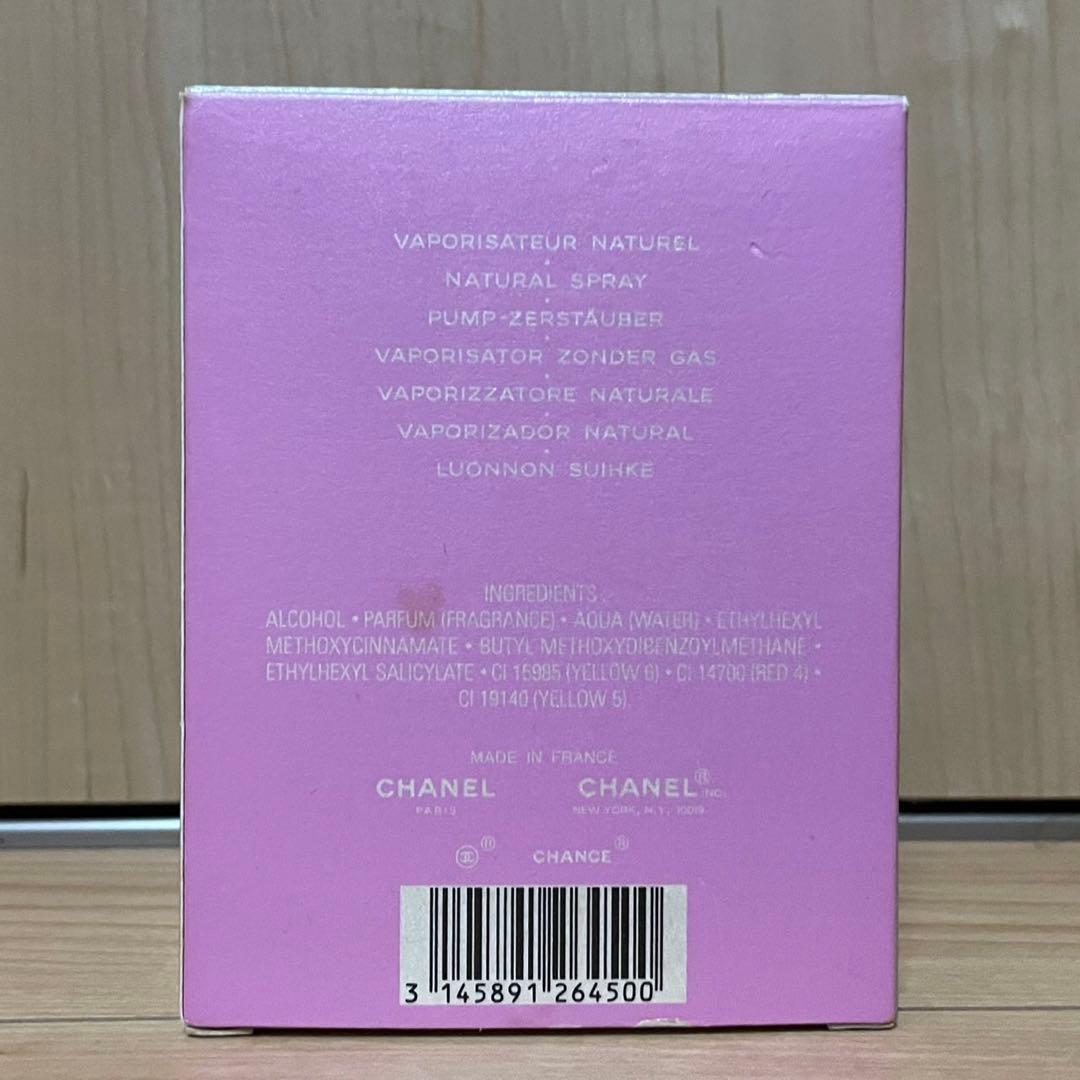 VAPORISATEUR NATUREL
•
NATURAL SPRAY
•
PUMP-ZERSTÄUBER
•
VAPORISATOR ZONDER GAS
•
VAPORIZZATORE NATURALE
•
VAPORIZADOR NATURAL
•
LUONNON SUIHKE
INGREDIENTS :
ALCOHOL • PARFUM (FRAGRANCE) • AQUA (WATER) • ETHYLHEXYL
METHOXYCINNAMATE • BUTYL METHOXYDIBENZOYLMETHANE •
ETHYLHEXYL SALICYLATE • CI 15985 (YELLOW 6) • CI 14700 (RED 4) •
CI 19140 (YELLOW 5).
MADE IN FRANCE
CHANEL CHANEL® INC.
PARIS NEW YORK, N.Y. 10019
® CHANCE®
3 145891 264500